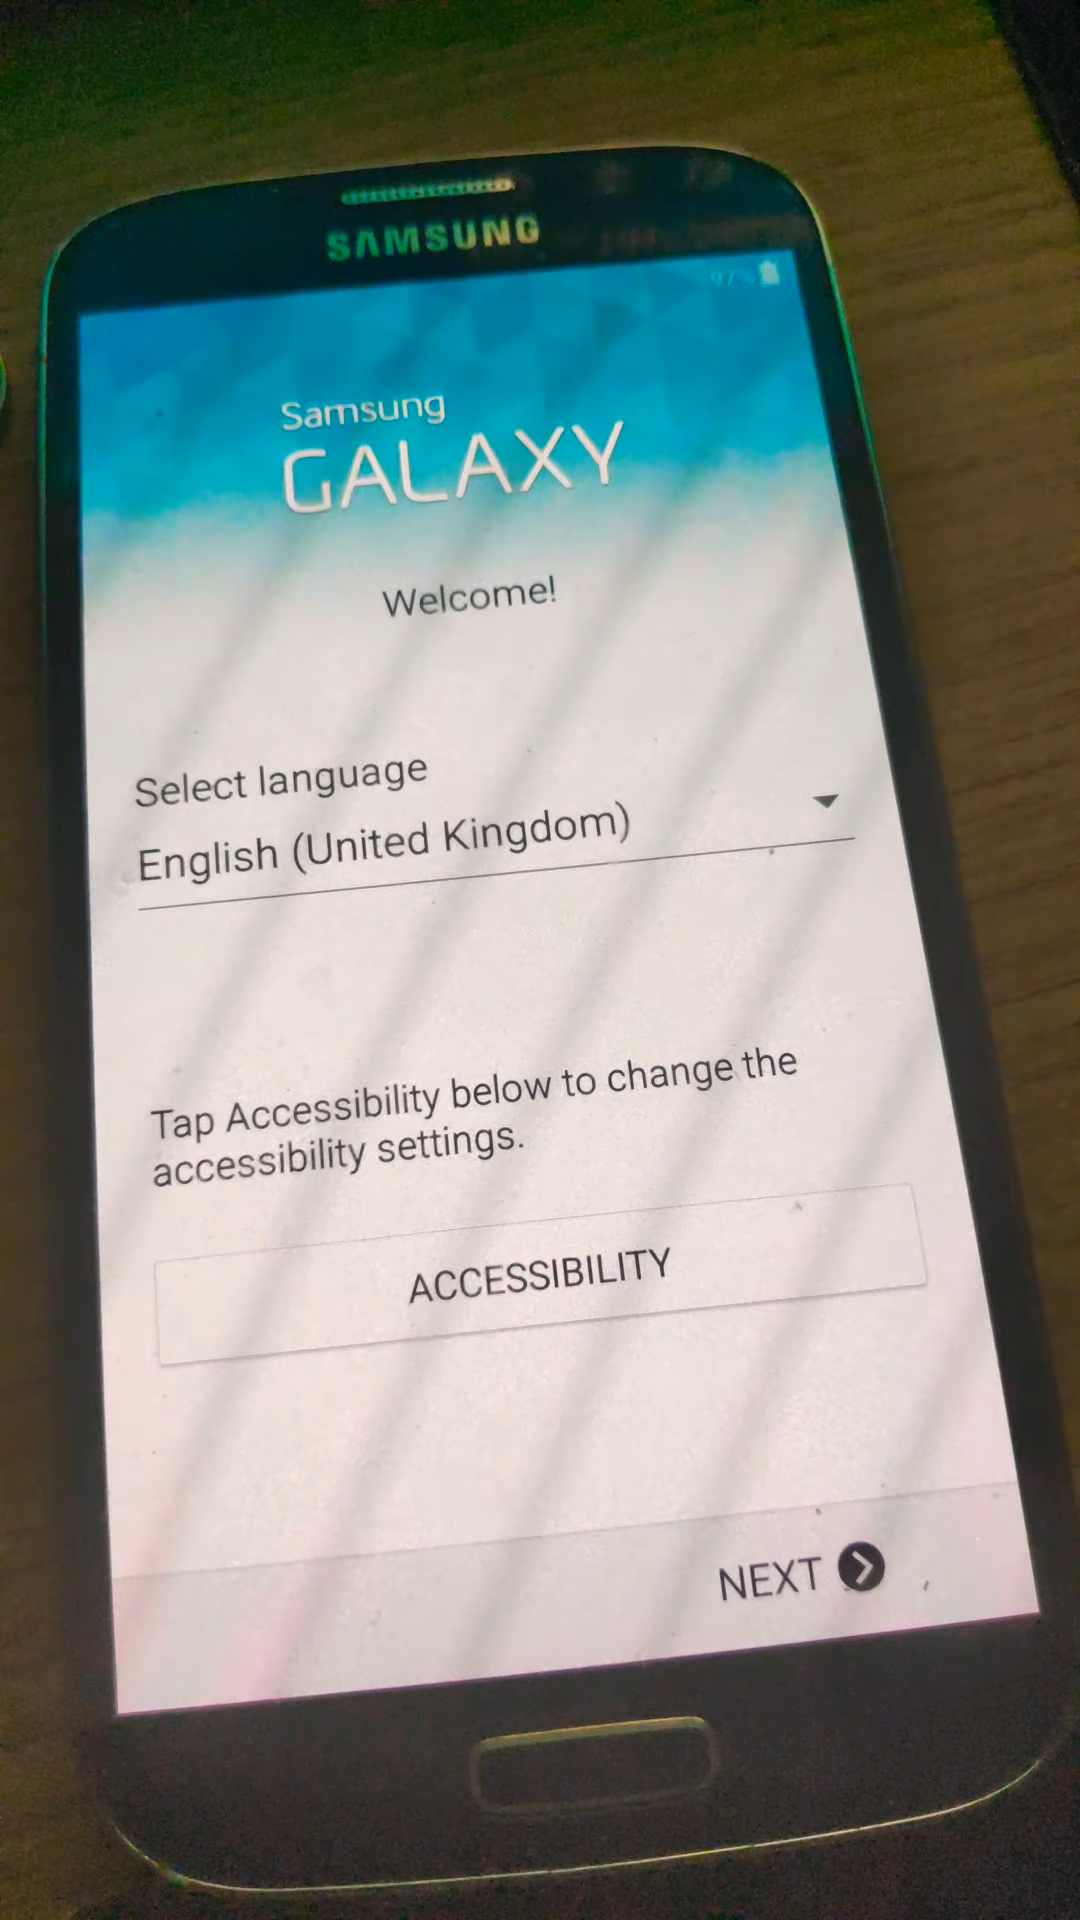 SAMSUNG
97%
Samsung
GALAXY
Welcome!
Select language
English (United Kingdom)
Tap Accessibility below to change the
accessibility settings.
ACCESSIBILITY
NEXT